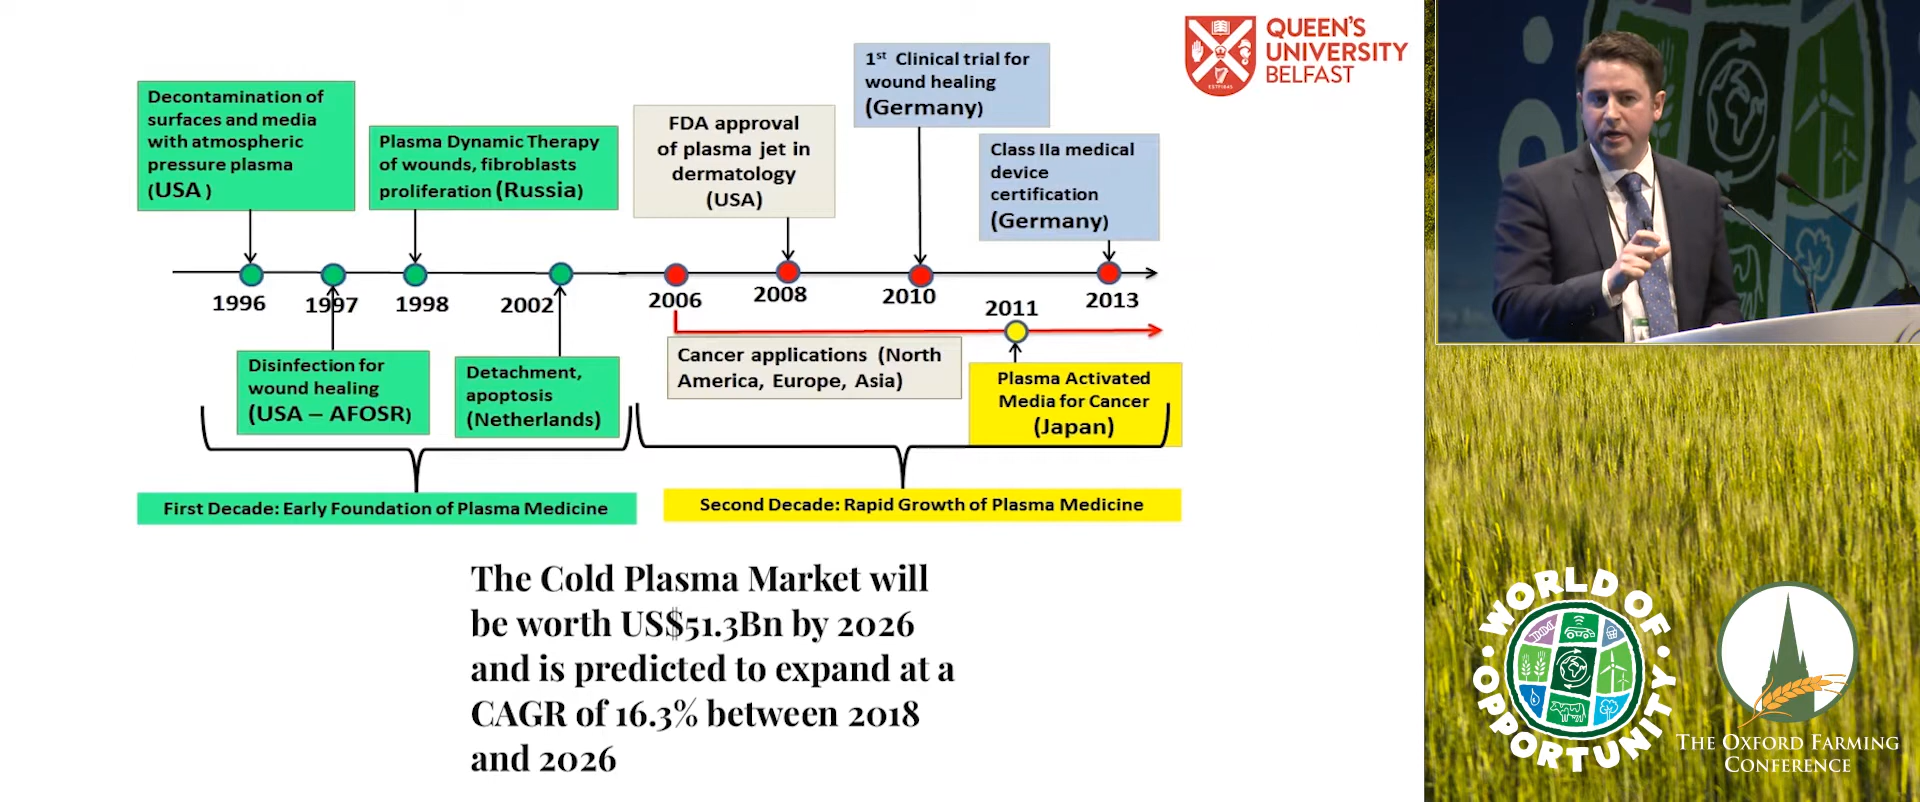 QUEEN'S
UNIVERSITY
BELFAST
ESTD1845
1st Clinical trial for
wound healing
(Germany)
Decontamination of
surfaces and media
with atmospheric
pressure plasma
(USA )
Plasma Dynamic Therapy
of wounds, fibroblasts
proliferation (Russia)
FDA approval
of plasma jet in
dermatology
(USA)
Class IIa medical
device
certification
(Germany)
1996
1997
1998
2002
2006
2008
2010
2011
2013
Disinfection for
wound healing
(USA – AFOSR)
Detachment,
apoptosis
(Netherlands)
Cancer applications (North
America, Europe, Asia)
Plasma Activated
Media for Cancer
(Japan)
First Decade: Early Foundation of Plasma Medicine
Second Decade: Rapid Growth of Plasma Medicine
The Cold Plasma Market will
be worth US$51.3Bn by 2026
and is predicted to expand at a
CAGR of 16.3% between 2018
and 2026
WORLD OF
OPPORTUNITY
THE OXFORD FARMING
CONFERENCE